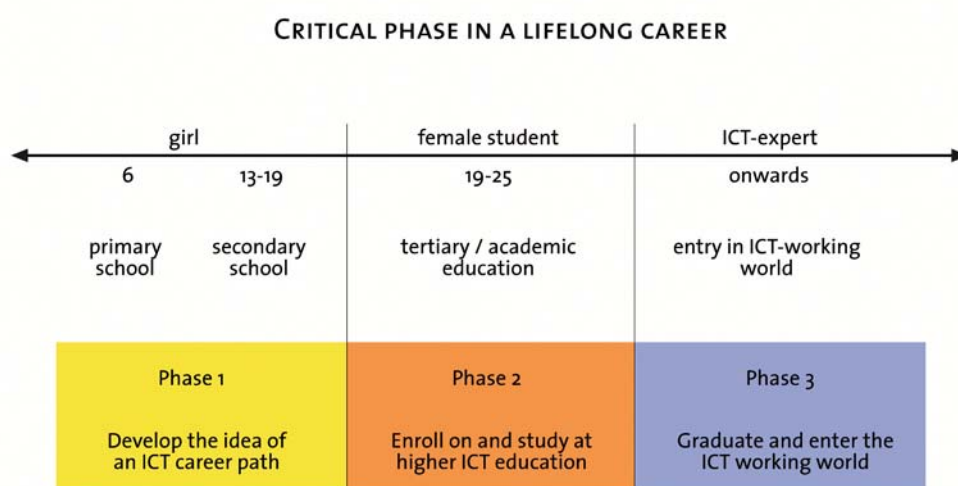 CRITICAL PHASE IN A LIFELONG CAREER
girl female student ICT-expert
6 13-19 19-25 onwards
primary school
secondary school
tertiary / academic education
entry in ICT-working world
Phase 1 Phase 2 Phase 3
Develop the idea of
an ICT career path
Enroll on and study at
higher ICT education
Graduate and enter the
ICT working world